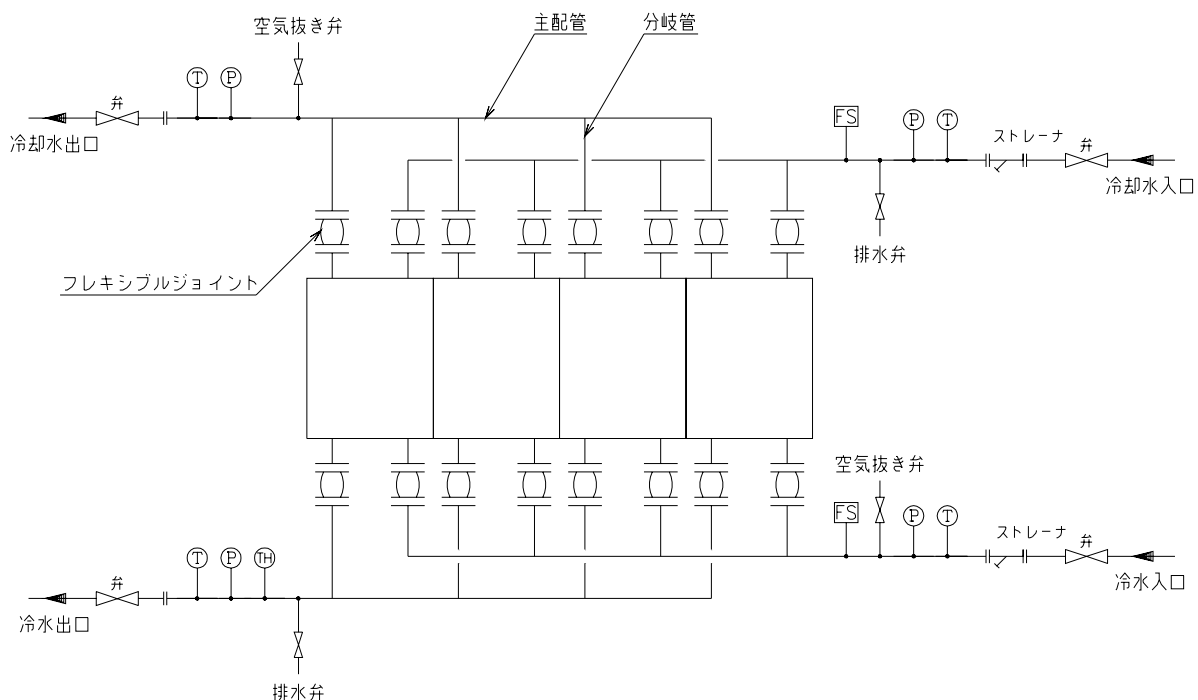 空気抜き弁
主配管
分岐管
T
P
弁
冷却水出口
FS
P
T
ストレーナ
弁
冷却水入口
排水弁
フレキシブルジョイント
空気抜き弁
FS
P
T
ストレーナ
弁
冷水入口
T
P
TH
弁
冷水出口
排水弁